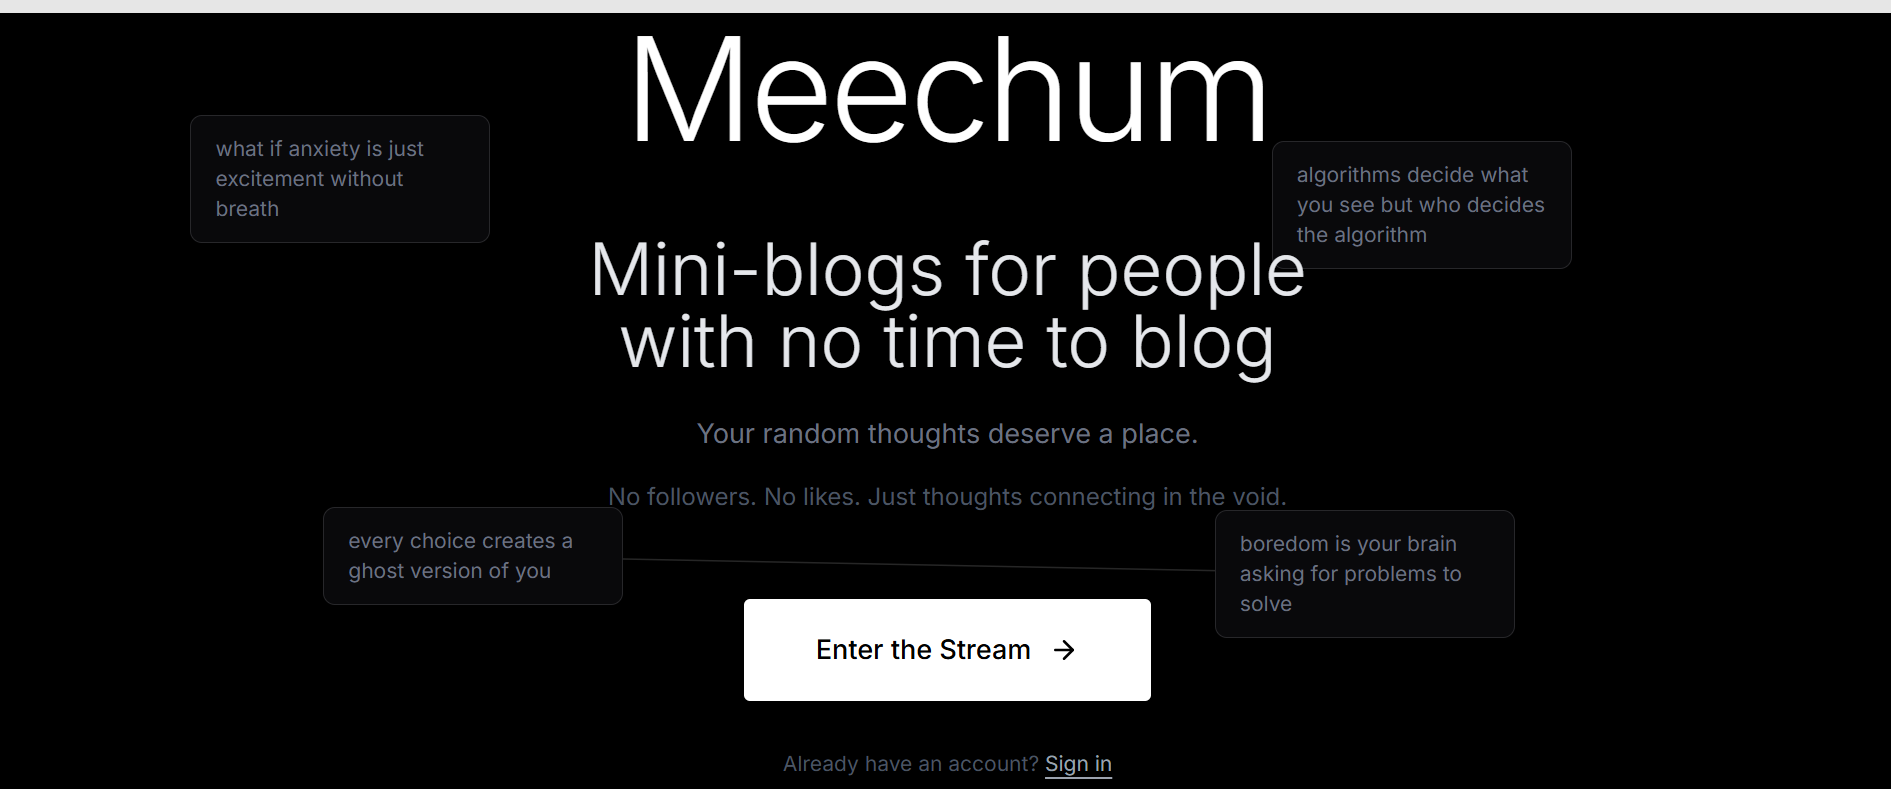 Meechum
what if anxiety is just
excitement without
breath
algorithms decide what
you see but who decides
the algorithm
Mini-blogs for people
with no time to blog
Your random thoughts deserve a place.
No followers. No likes. Just thoughts connecting in the void.
every choice creates a
ghost version of you
boredom is your brain
asking for problems to
solve
Enter the Stream →
Already have an account? Sign in